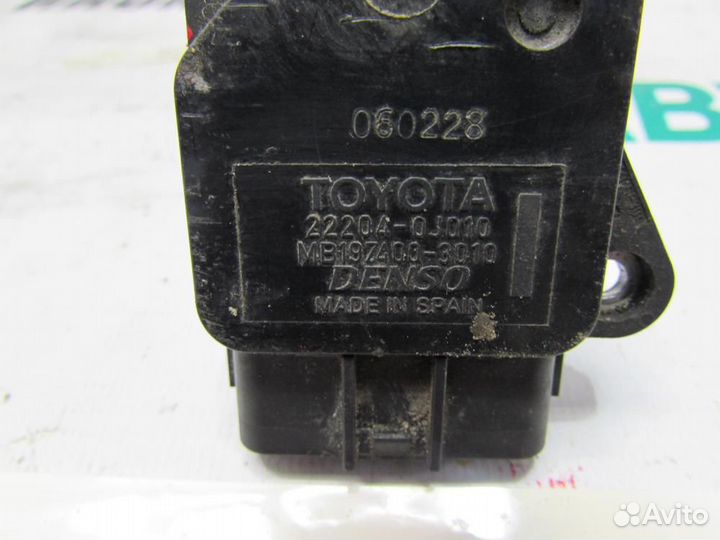 060228
TOYOTA
22204-0J010
MB197400-3010
DENSO
MADE IN SPAIN
Avito